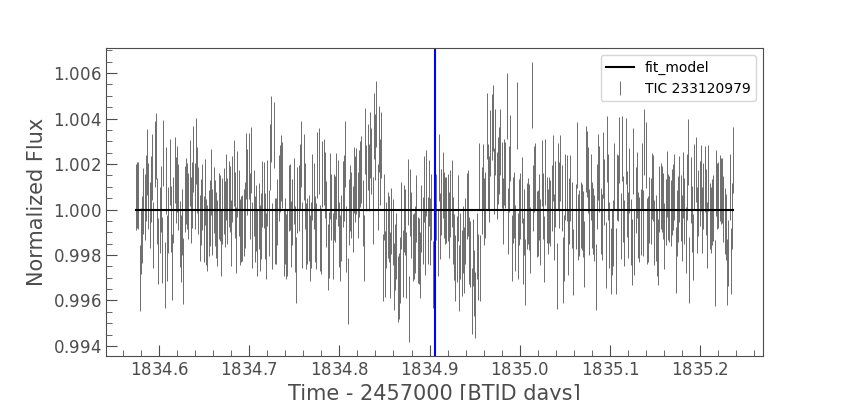 fit_model
TIC 233120979
1.006
1.004
1.002
1.000
0.998
0.996
0.994
Normalized Flux
1834.6 1834.7 1834.8 1834.9 1835.0 1835.1 1835.2
Time - 2457000 [BTJD days]